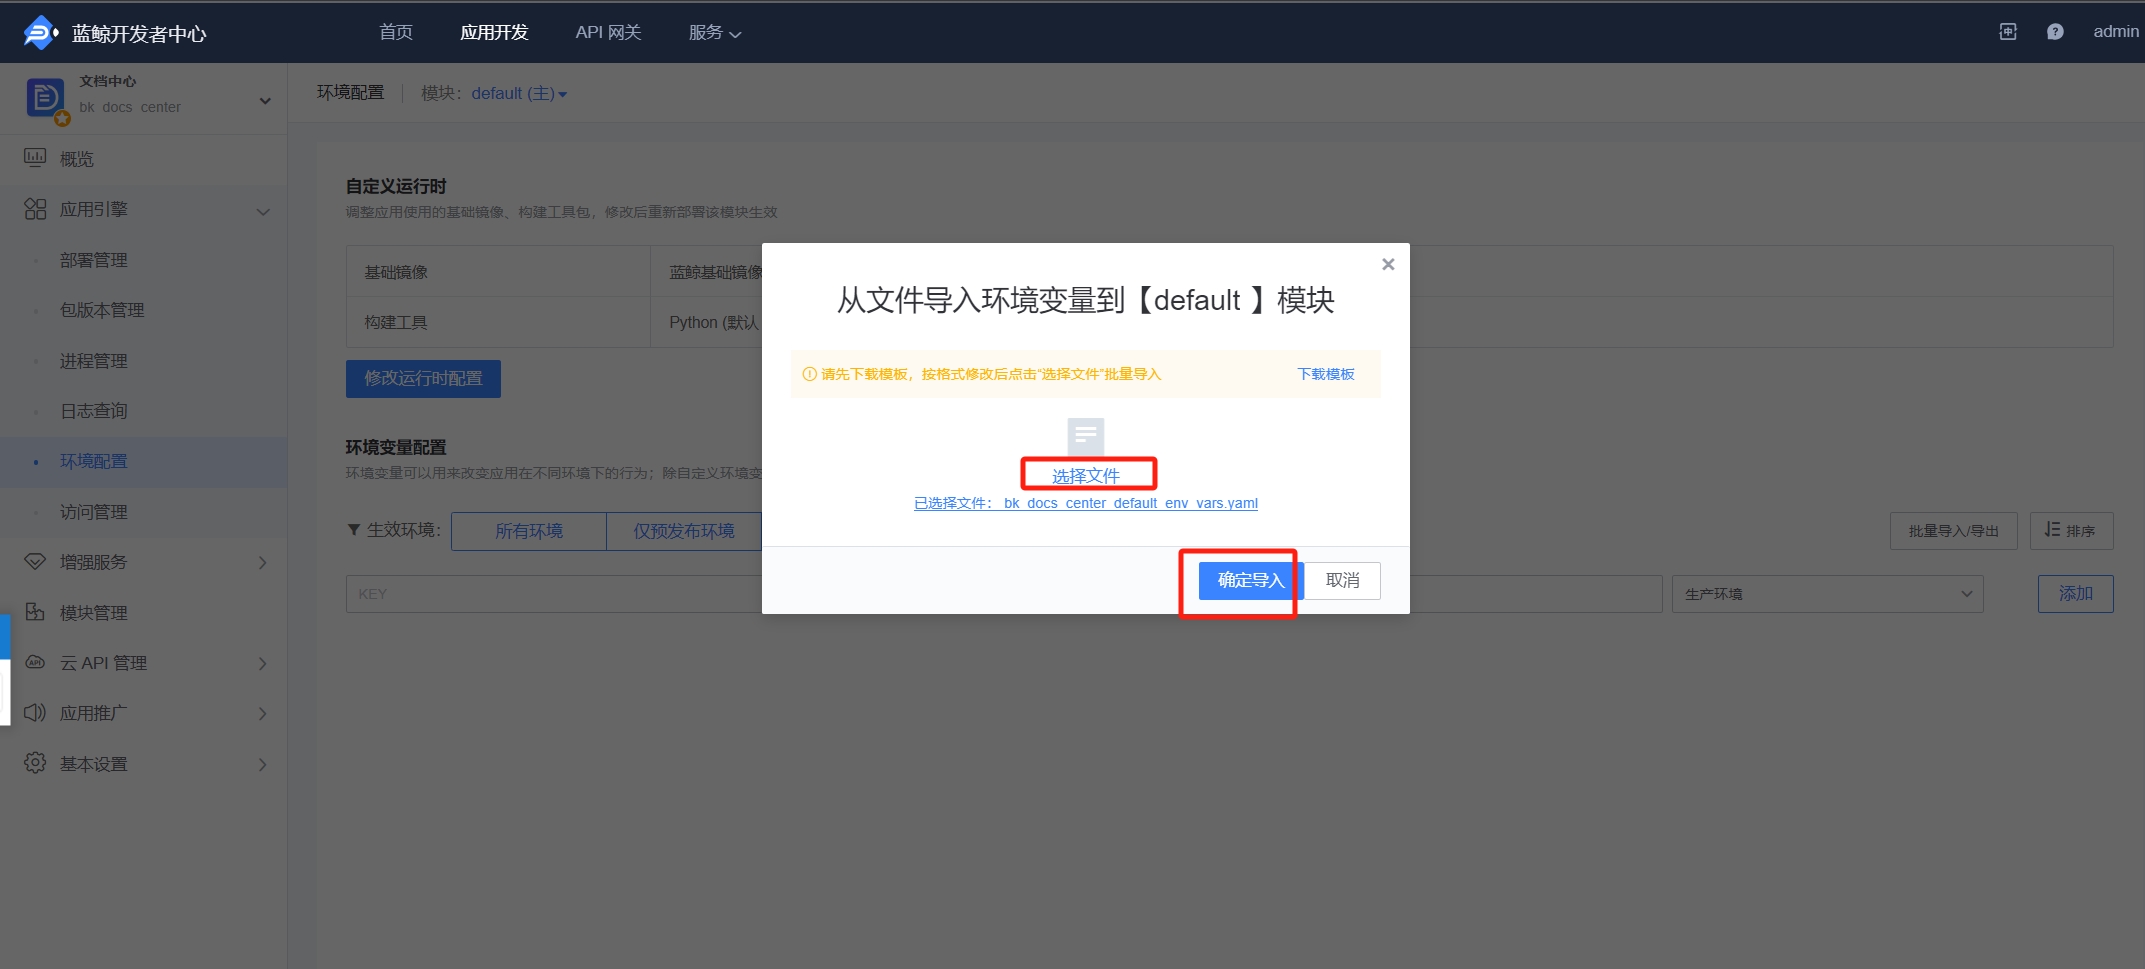 蓝鲸开发者中心
首页
应用开发
API 网关
服务
admin
文档中心
bk_docs_center
环境配置
模块：default (主)
概览
应用引擎
部署管理
包版本管理
进程管理
日志查询
环境配置
访问管理
增强服务
模块管理
云 API 管理
应用推广
基本设置
自定义运行时
调整应用使用的基础镜像、构建工具包，修改后重新部署该模块生效
基础镜像
蓝鲸基础镜像
构建工具
Python (默认
修改运行时配置
环境变量配置
环境变量可以用来改变应用在不同环境下的行为；除自定义环境变
生效环境：
所有环境
仅预发布环境
批量导入/导出
排序
KEY
生产环境
添加
从文件导入环境变量到【default 】模块
请先下载模板，按格式修改后点击“选择文件”批量导入
下载模板
选择文件
已选择文件： bk_docs_center_default_env_vars.yaml
确定导入
取消